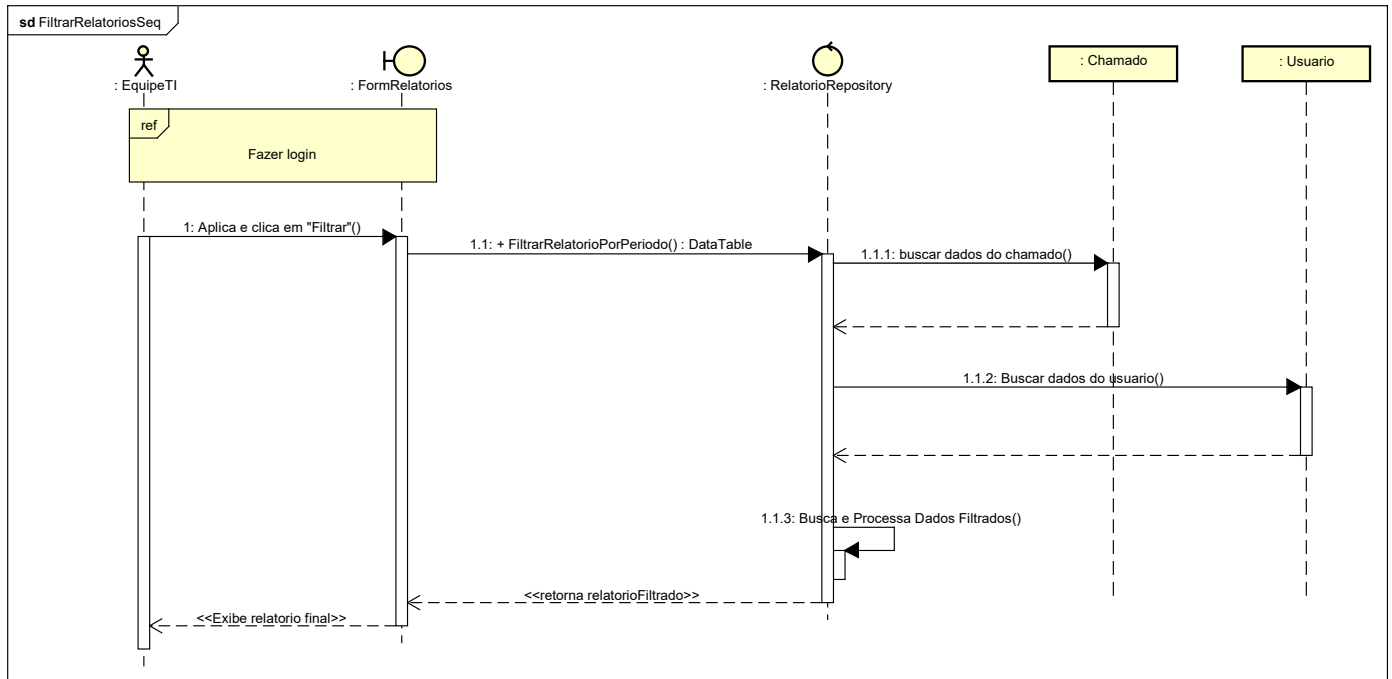 sd FiltrarRelatoriosSeq
: EquipeTI
: FormRelatorios
: RelatorioRepository
: Chamado
: Usuario
ref
Fazer login
1: Aplica e clica em "Filtrar"()
1.1: + FiltrarRelatorioPorPeriodo() : DataTable
1.1.1: buscar dados do chamado()
1.1.2: Buscar dados do usuario()
1.1.3: Busca e Processa Dados Filtrados()
<<retorna relatorioFiltrado>>
<<Exibe relatorio final>>